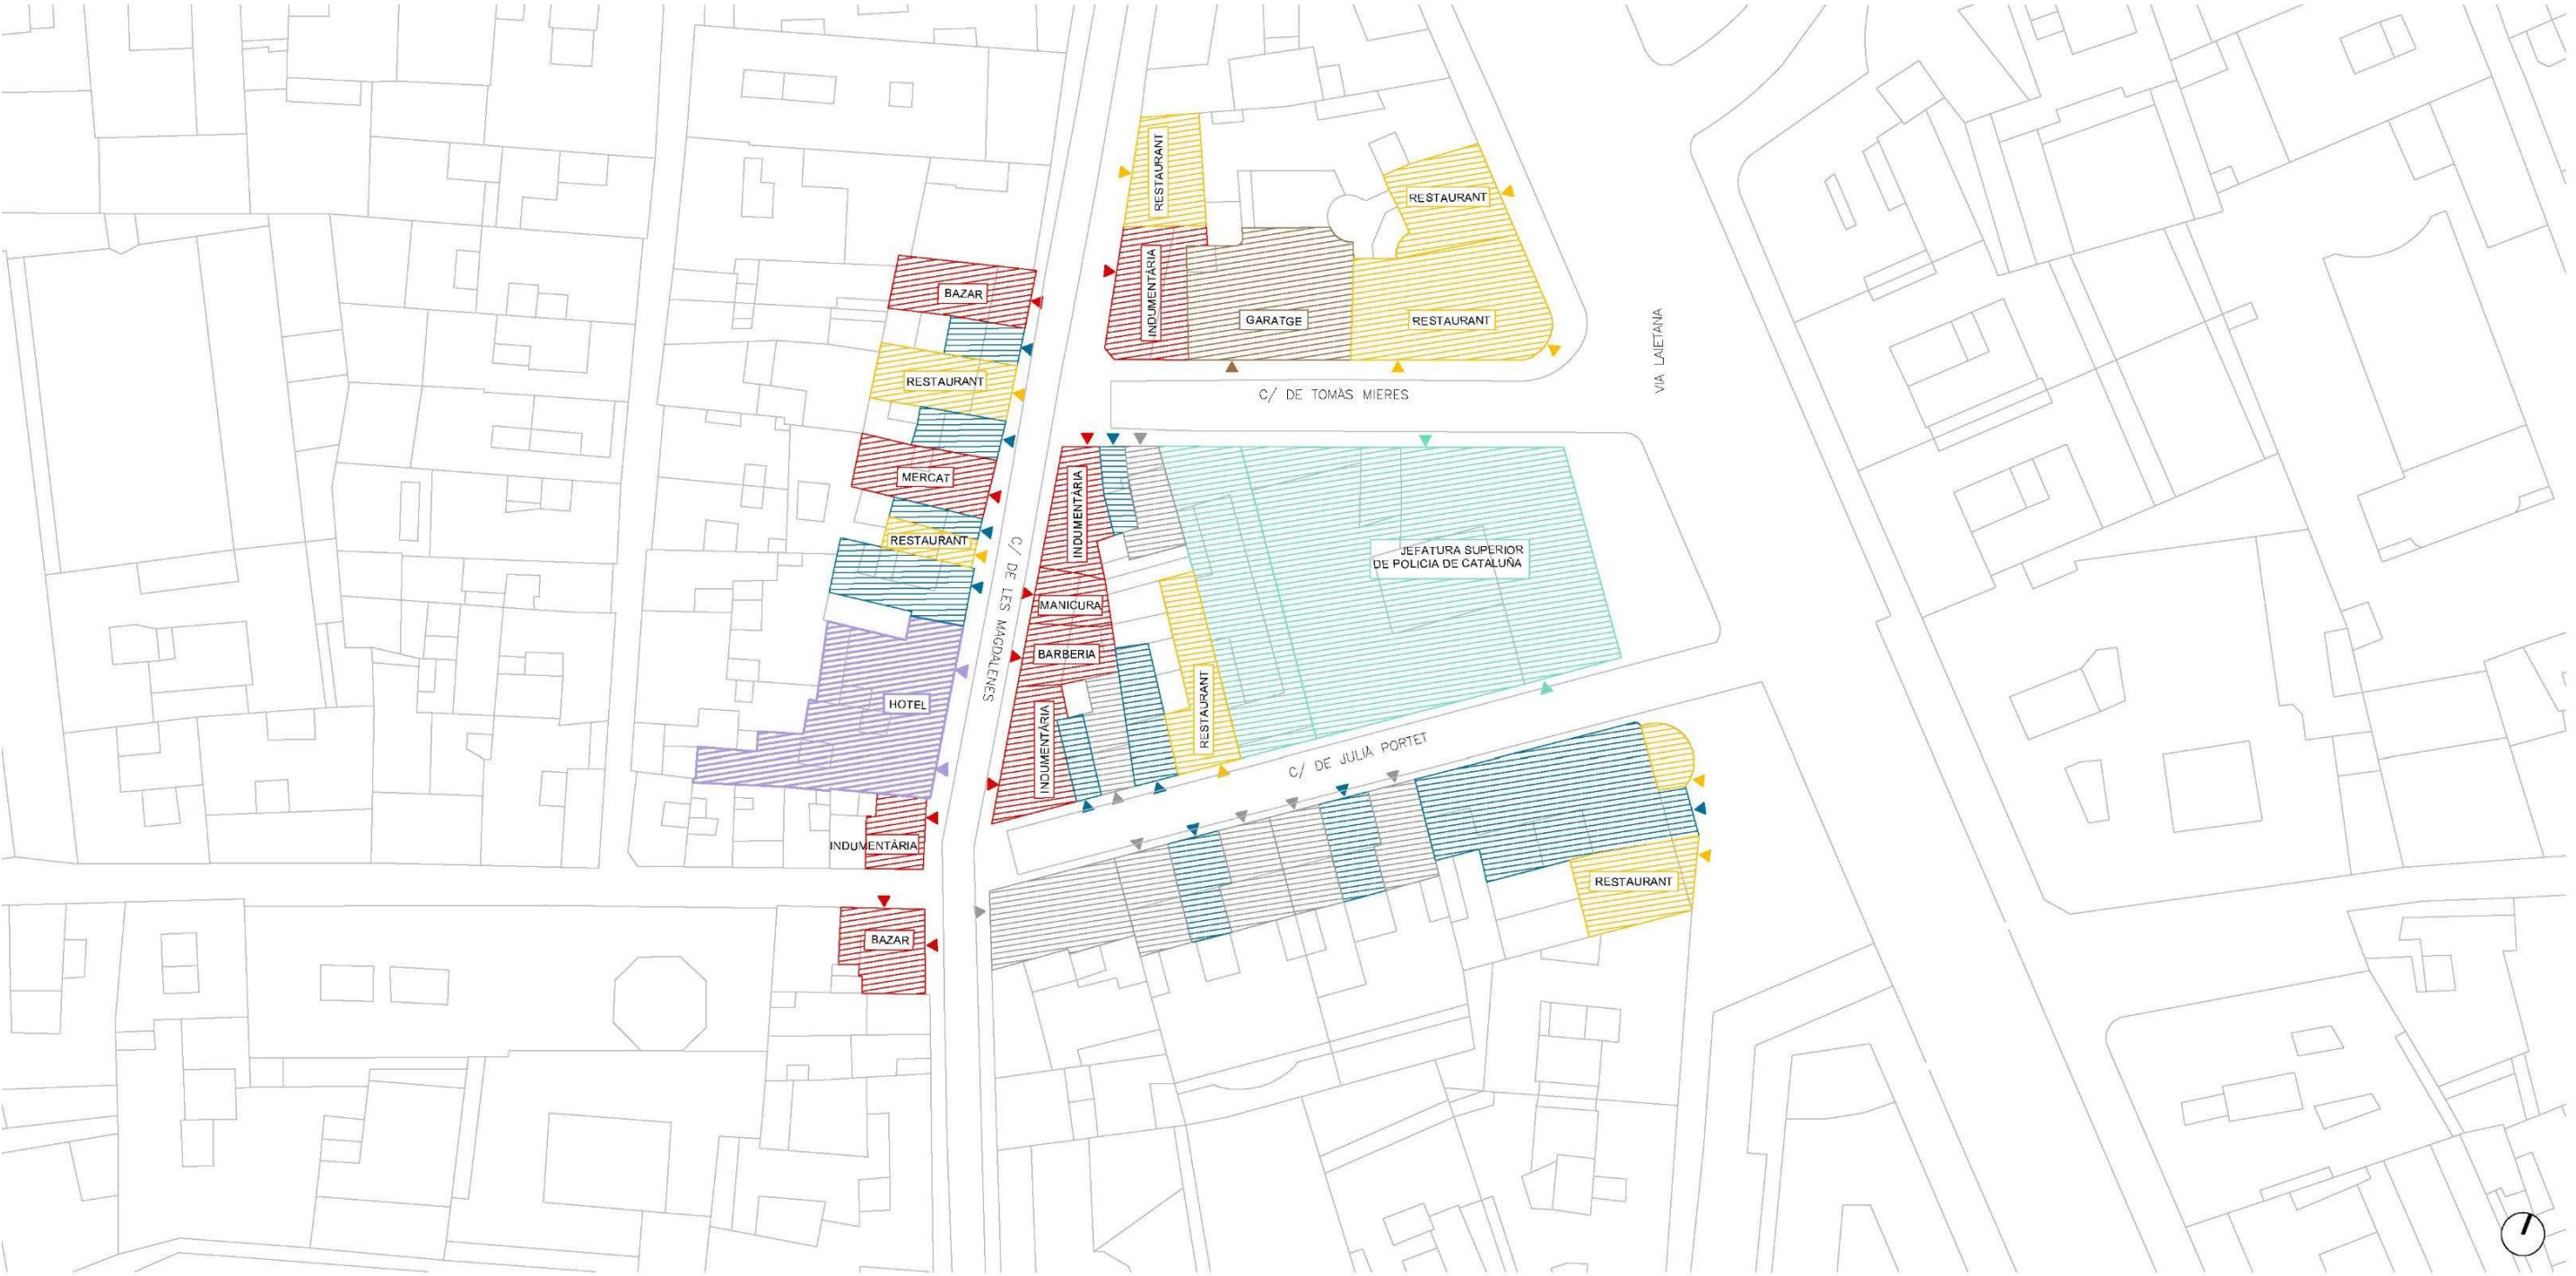 RESTAURANT
RESTAURANT
INDUMENTÀRIA
BAZAR
GARATGE
RESTAURANT
VIA LAIETANA
RESTAURANT
C/ DE TOMÀS MIERES
MERCAT
INDUMENTÀRIA
RESTAURANT
JEFATURA SUPERIOR
DE POLICIA DE CATALUÑA
C/ DE LES MAGDALENES
MANICURA
BARBERIA
HOTEL
RESTAURANT
INDUMENTÀRIA
C/ DE JULIÀ PORTET
INDUMENTÀRIA
RESTAURANT
BAZAR